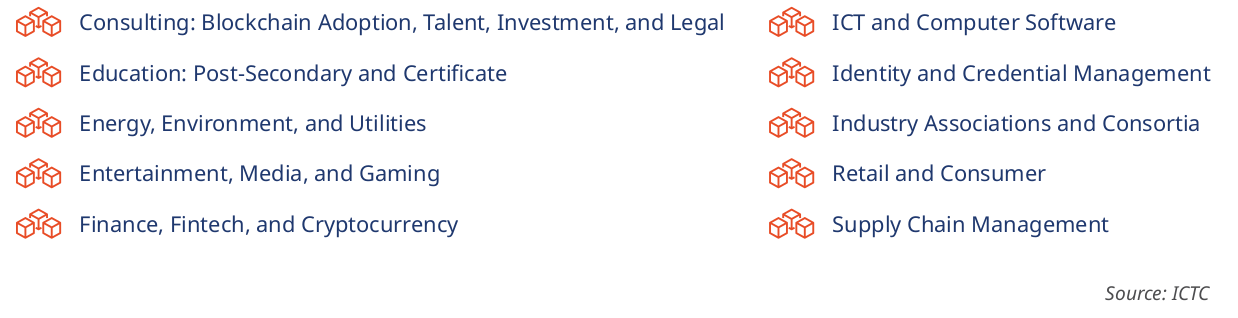 Consulting: Blockchain Adoption, Talent, Investment, and Legal
Education: Post-Secondary and Certificate
Energy, Environment, and Utilities
Entertainment, Media, and Gaming
Finance, Fintech, and Cryptocurrency
ICT and Computer Software
Identity and Credential Management
Industry Associations and Consortia
Retail and Consumer
Supply Chain Management
Source: ICTC